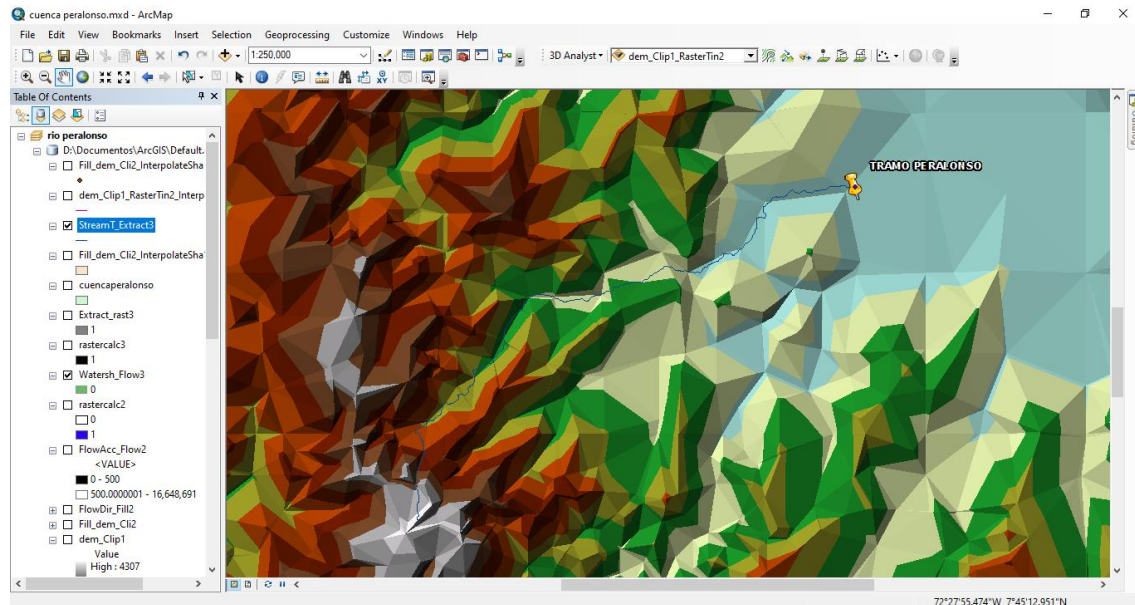 cuenca peralonso.mxd - ArcMap
File Edit View Bookmarks Insert Selection Geoprocessing Customize Windows Help
1:250,000
3D Analyst
dem_Clip1_RasterTin2
Table Of Contents
rio peralonso
D:\Documentos\ArcGIS\Default.
Fill_dem_Cli2_InterpolateSha
dem_Clip1_RasterTin2_Interp
StreamT_Extract3
Fill_dem_Cli2_InterpolateSha
cuencaperalonso
Extract_rast3
1
rastercalc3
1
Watersh_Flow3
0
rastercalc2
0
1
FlowAcc_Flow2
<VALUE>
0 - 500
500.0000001 - 16,648,691
FlowDir_Fill2
Fill_dem_Cli2
dem_Clip1
Value
High : 4307
TRAMO PERALONSO
72°27'55.474"W 7°45'12.951"N